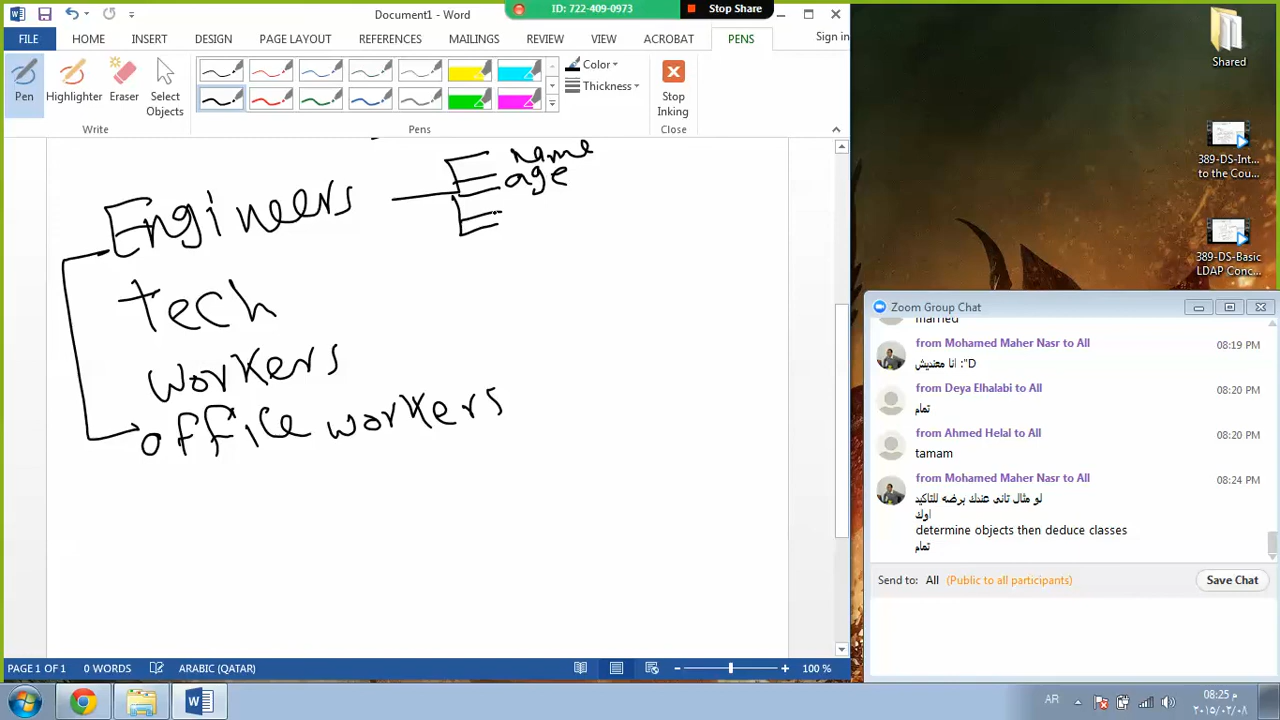 Document1 - Word
ID: 722-409-0973
Stop Share
FILE HOME INSERT DESIGN PAGE LAYOUT REFERENCES MAILINGS REVIEW VIEW ACROBAT PENS Sign in
Pen
Highlighter
Eraser
Select Objects
Color
Thickness
Stop Inking
Write
Pens
Close
name
age
Engineers
tech
workers
office workers
PAGE 1 OF 1 0 WORDS ARABIC (QATAR) 100 %
Shared
389-DS-Int...
to the Cou...
389-DS-Basic
LDAP Conc...
Zoom Group Chat
married
from Mohamed Maher Nasr to All 08:19 PM
انا معنديش :"D
from Deya Elhalabi to All 08:20 PM
تمام
from Ahmed Helal to All 08:20 PM
tamam
from Mohamed Maher Nasr to All 08:24 PM
لو مثال تانى عندك برضه للتاكيد
اوك
determine objects then deduce classes
تمام
Send to: All (Public to all participants) Save Chat
AR
08:25 م
٢٠١٥/٠٢/٠٨